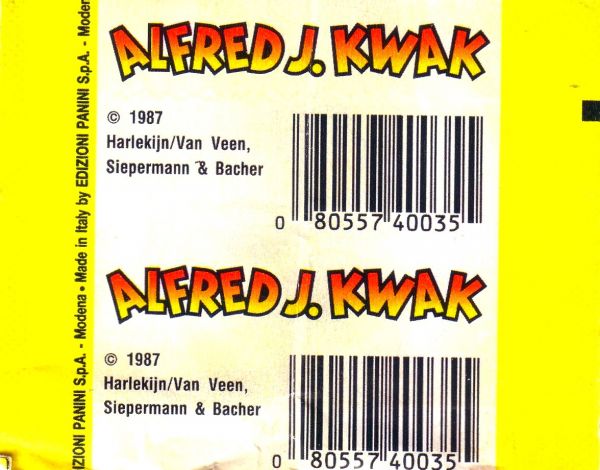 IZIONI PANINI S.p.A. - Modena • Made in Italy by EDIZIONI PANINI S.p.A. - Moder
ALFRED J. KWAK
© 1987
Harlekijn/Van Veen,
Siepermann & Bacher
0 80557 40035
ALFRED J. KWAK
© 1987
Harlekijn/Van Veen,
Siepermann & Bacher
0 80557 40035